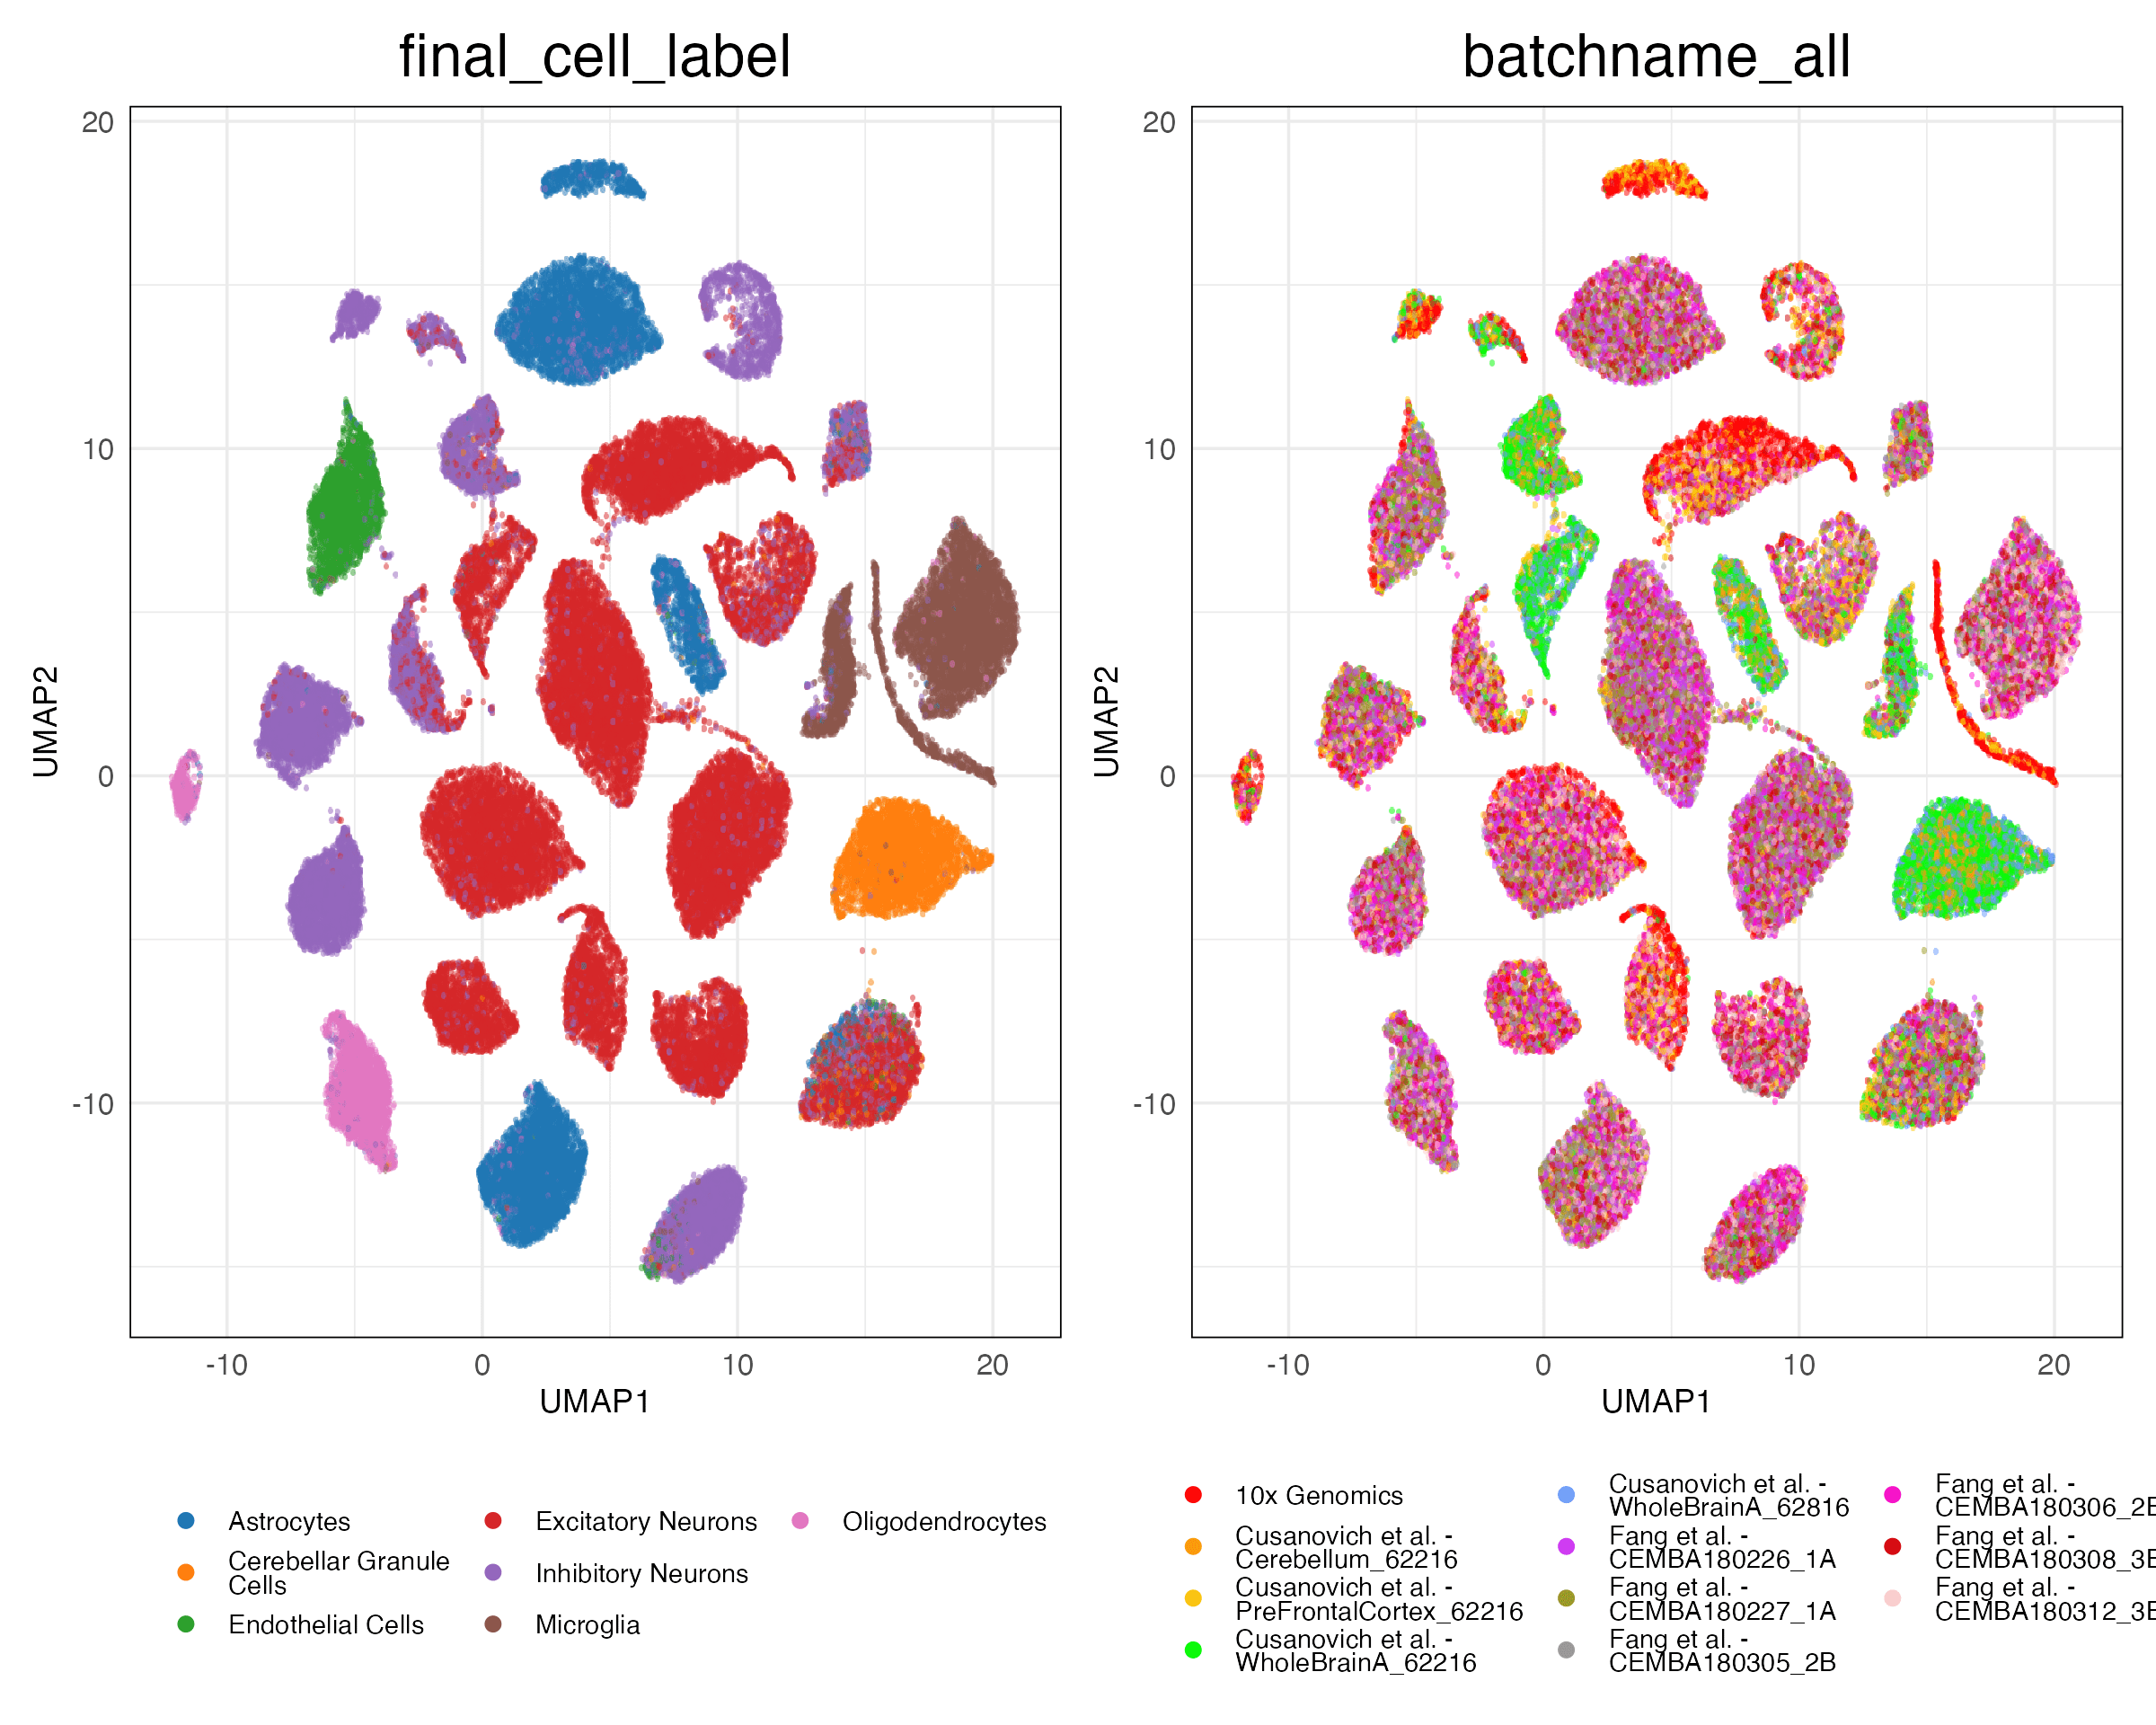 final_cell_label
batchname_all
20
10
0
-10
UMAP2
-10
0
10
20
UMAP1
20
10
0
-10
UMAP2
-10
0
10
20
UMAP1
Astrocytes
Cerebellar Granule
Cells
Endothelial Cells
Excitatory Neurons
Inhibitory Neurons
Microglia
Oligodendrocytes
10x Genomics
Cusanovich et al. -
Cerebellum_62216
Cusanovich et al. -
PreFrontalCortex_62216
Cusanovich et al. -
WholeBrainA_62216
Cusanovich et al. -
WholeBrainA_62816
Fang et al. -
CEMBA180226_1A
Fang et al. -
CEMBA180227_1A
Fang et al. -
CEMBA180305_2B
Fang et al. -
CEMBA180306_2B
Fang et al. -
Fang et al. -